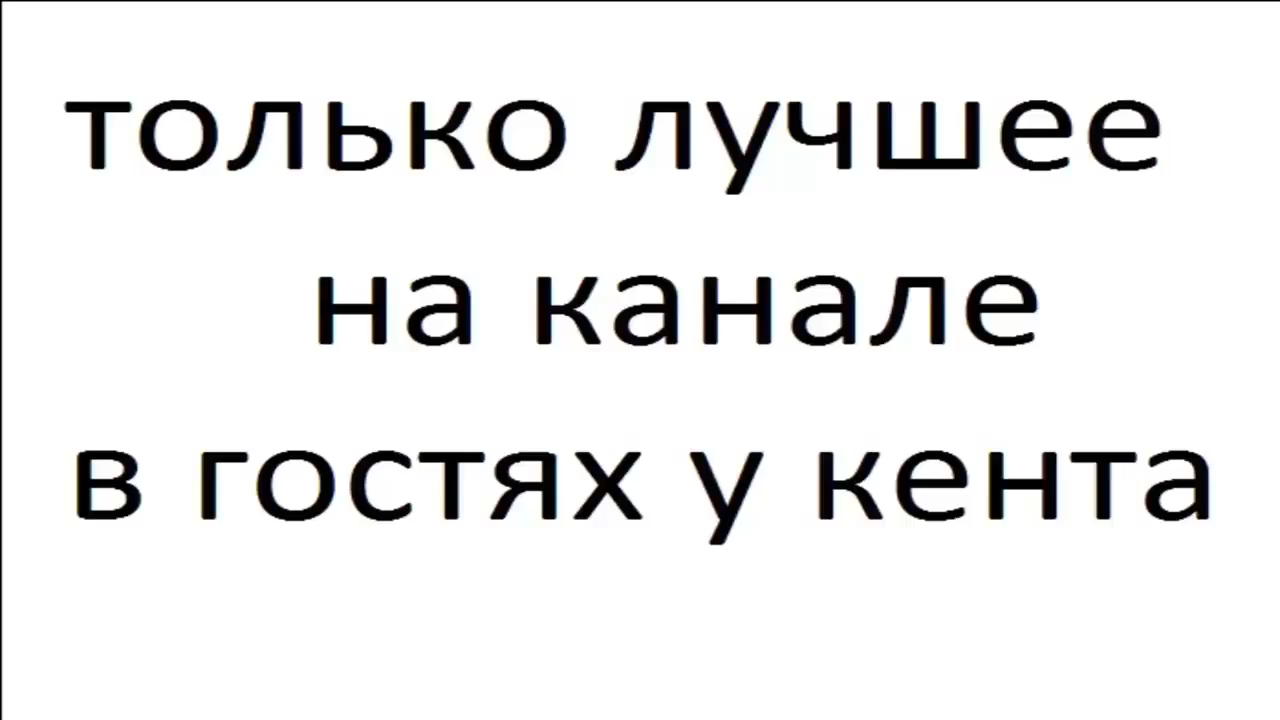 только лучшее
на канале
в гостях у кента